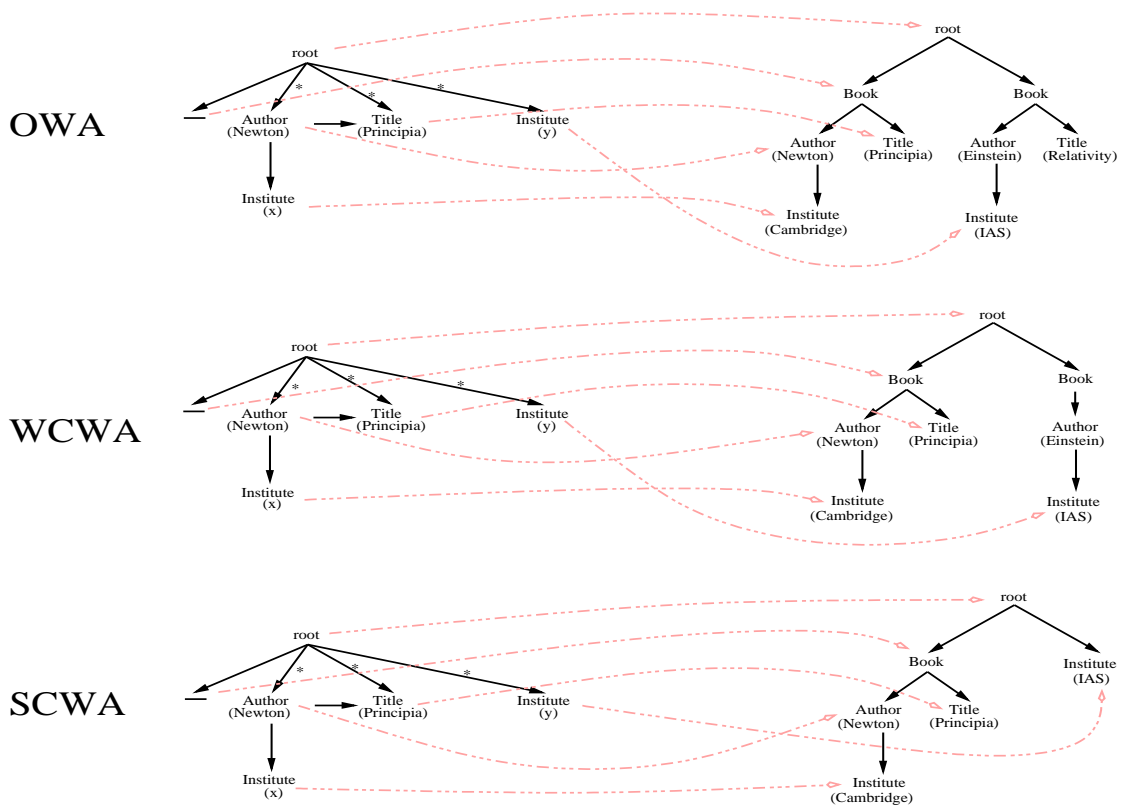 OWA
root
*
*
*
Author
(Newton)
Title
(Principia)
Institute
(y)
Institute
(x)
root
Book
Book
Author
(Newton)
Title
(Principia)
Author
(Einstein)
Title
(Relativity)
Institute
(Cambridge)
Institute
(IAS)
WCWA
root
*
*
*
Author
(Newton)
Title
(Principia)
Institute
(y)
Institute
(x)
root
Book
Book
Author
(Newton)
Title
(Principia)
Author
(Einstein)
Institute
(Cambridge)
Institute
(IAS)
SCWA
root
*
*
*
Author
(Newton)
Title
(Principia)
Institute
(y)
Institute
(x)
root
Book
Institute
(IAS)
Author
(Newton)
Title
(Principia)
Institute
(Cambridge)